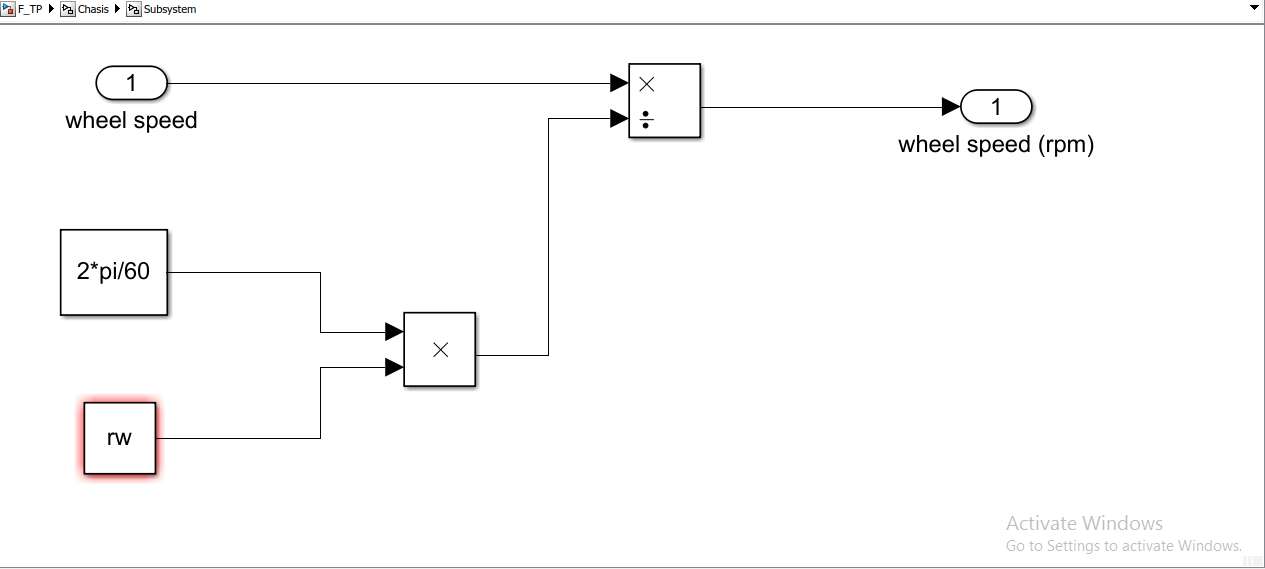 F_TP Chasis Subsystem
1
wheel speed
×
÷
1
wheel speed (rpm)
2*pi/60
×
rw
Activate Windows
Go to Settings to activate Windows.